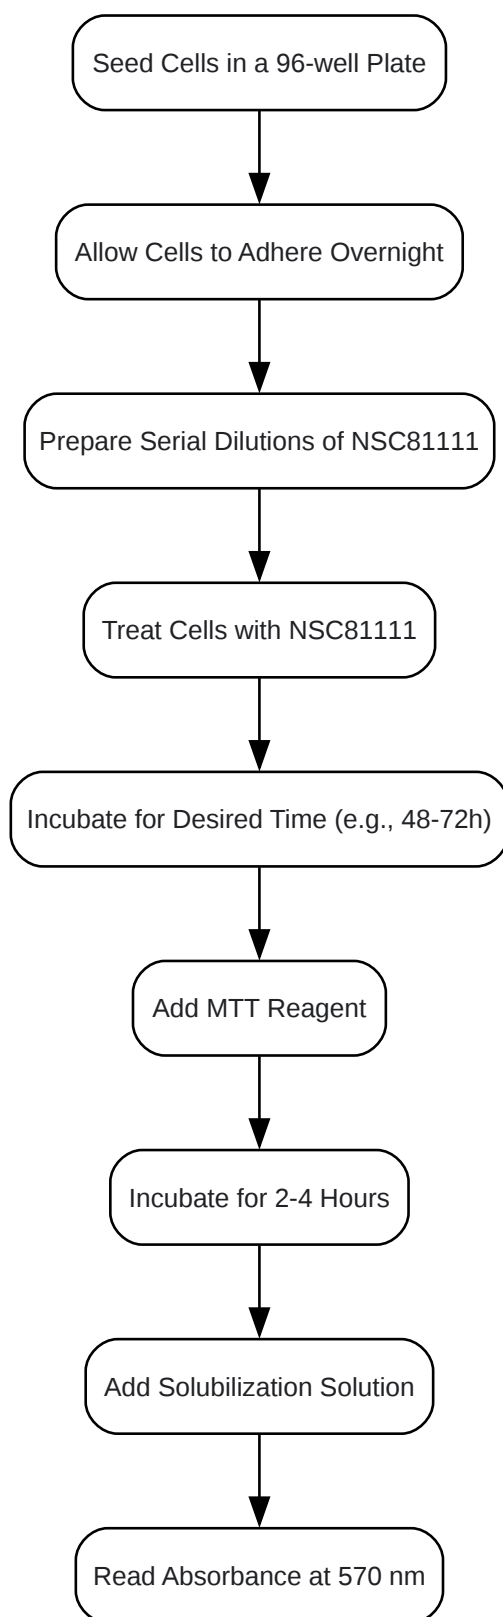 Seed Cells in a 96-well Plate
Allow Cells to Adhere Overnight
Prepare Serial Dilutions of NSC81111
Treat Cells with NSC81111
Incubate for Desired Time (e.g., 48-72h)
Add MTT Reagent
Incubate for 2-4 Hours
Add Solubilization Solution
Read Absorbance at 570 nm